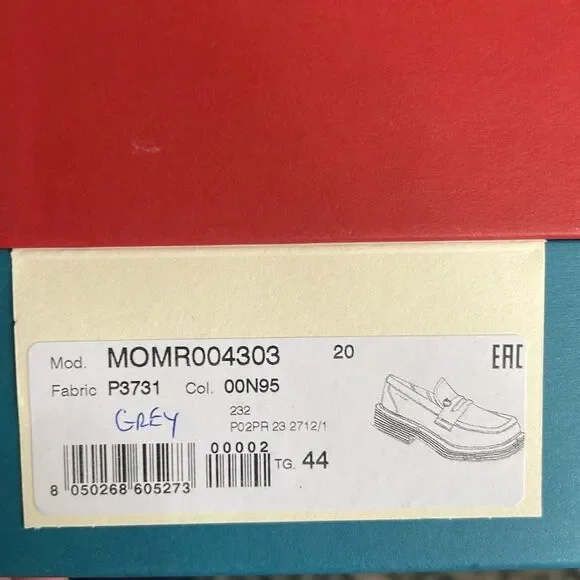 Mod. MOMR004303 20 EAC
Fabric P3731 Col. 00N95
GREY
232
P02PR 23 2712/1
00002
TG. 44
8 050268 605273